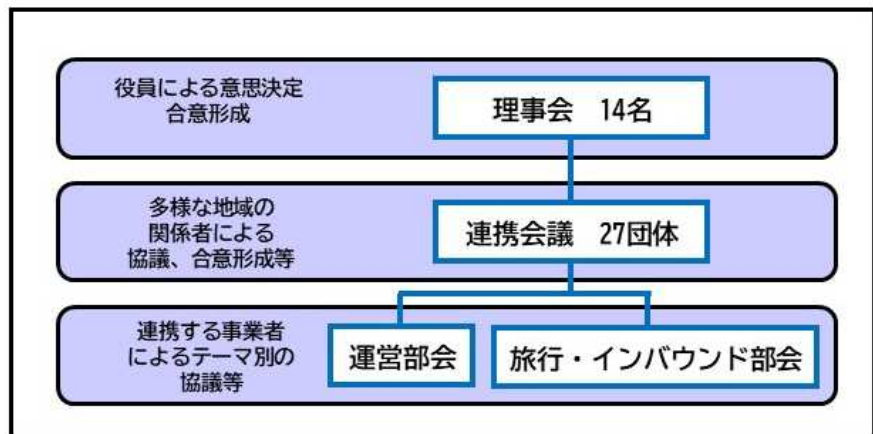 役員による意思決定
合意形成
理事会　14名
多様な地域の
関係者による
協議、合意形成等
連携会議　27団体
連携する事業者
によるテーマ別の
協議等
運営部会
旅行・インバウンド部会